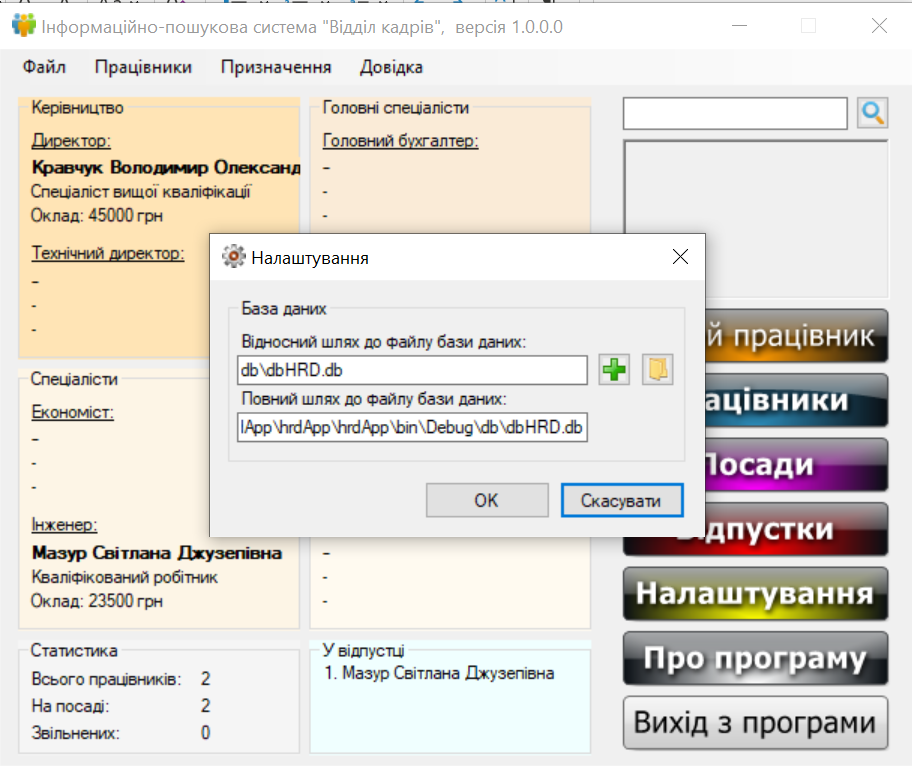 Інформаційно-пошукова система "Відділ кадрів", версія 1.0.0.0
Файл Працівники Призначення Довідка
Керівництво
Директор:
Кравчук Володимир Олександ
Спеціаліст вищої кваліфікації
Оклад: 45000 грн
Технічний директор:
-
-
-
Головні спеціалісти
Головний бухгалтер:
-
-
-
Налаштування
База даних
Відносний шлях до файлу бази даних:
db\dbHRD.db
Повний шлях до файлу бази даних:
lApp\hrdApp\hrdApp\bin\Debug\db\dbHRD.db
OK
Скасувати
Спеціалісти
Економіст:
-
-
-
Інженер:
Мазур Світлана Джузепівна
Кваліфікований робітник
Оклад: 23500 грн
-
-
-
Статистика
Всього працівників: 2
На посаді: 2
Звільнених: 0
У відпустці
1. Мазур Світлана Джузепівна
й працівник
ацівники
Посади
ідпустки
Налаштування
Про програму
Вихід з програми